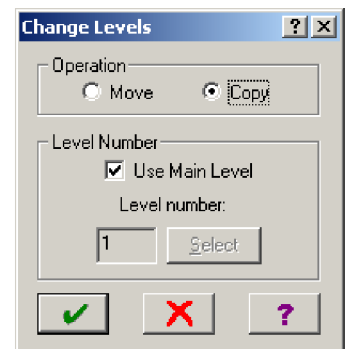 Change Levels ? ×
Operation
Move Copy
Level Number
Use Main Level
Level number:
1 Select
?